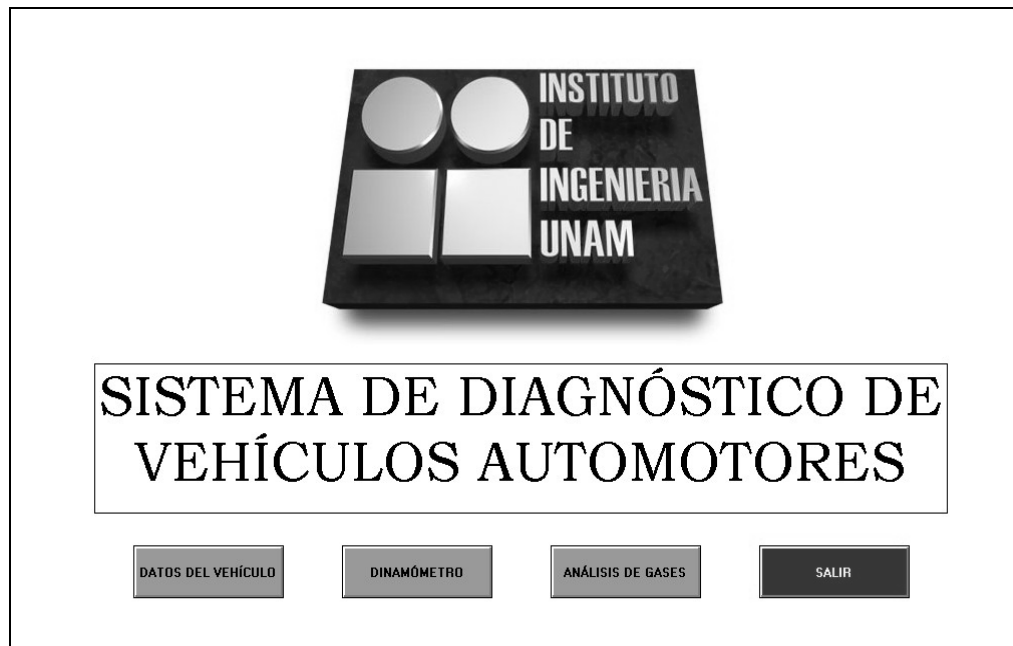 INSTITUTO
DE
INGENIERIA
UNAM
SISTEMA DE DIAGNÓSTICO DE
VEHÍCULOS AUTOMOTORES
DATOS DEL VEHÍCULO
DINAMÓMETRO
ANÁLISIS DE GASES
SALIR